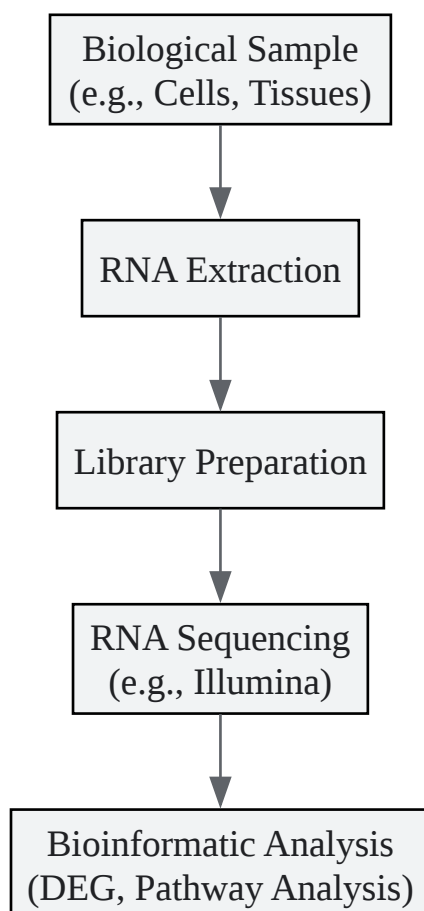 Biological Sample
(e.g., Cells, Tissues)
RNA Extraction
Library Preparation
RNA Sequencing
(e.g., Illumina)
Bioinformatic Analysis
(DEG, Pathway Analysis)